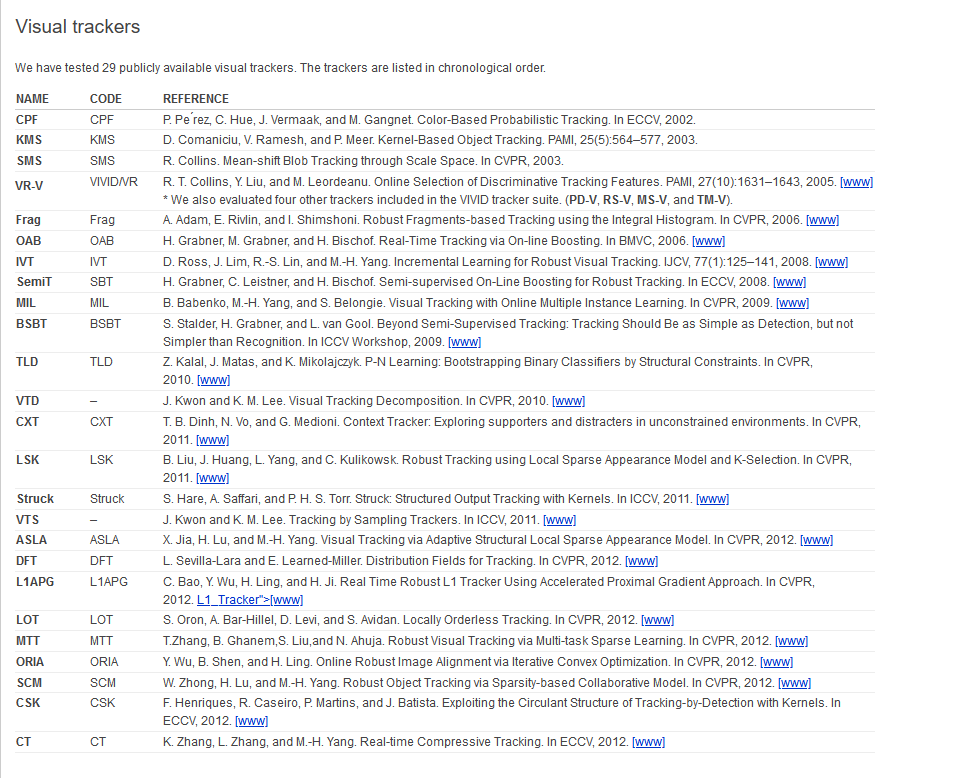 Visual trackers
We have tested 29 publicly available visual trackers. The trackers are listed in chronological order.
NAME CODE REFERENCE
CPF CPF P. Pe´rez, C. Hue, J. Vermaak, and M. Gangnet. Color-Based Probabilistic Tracking. In ECCV, 2002.
KMS KMS D. Comaniciu, V. Ramesh, and P. Meer. Kernel-Based Object Tracking. PAMI, 25(5):564–577, 2003.
SMS SMS R. Collins. Mean-shift Blob Tracking through Scale Space. In CVPR, 2003.
VR-V VIVID/VR R. T. Collins, Y. Liu, and M. Leordeanu. Online Selection of Discriminative Tracking Features. PAMI, 27(10):1631–1643, 2005. [www]
* We also evaluated four other trackers included in the VIVID tracker suite. (PD-V, RS-V, MS-V, and TM-V).
Frag Frag A. Adam, E. Rivlin, and I. Shimshoni. Robust Fragments-based Tracking using the Integral Histogram. In CVPR, 2006. [www]
OAB OAB H. Grabner, M. Grabner, and H. Bischof. Real-Time Tracking via On-line Boosting. In BMVC, 2006. [www]
IVT IVT D. Ross, J. Lim, R.-S. Lin, and M.-H. Yang. Incremental Learning for Robust Visual Tracking. IJCV, 77(1):125–141, 2008. [www]
SemiT SBT H. Grabner, C. Leistner, and H. Bischof. Semi-supervised On-Line Boosting for Robust Tracking. In ECCV, 2008. [www]
MIL MIL B. Babenko, M.-H. Yang, and S. Belongie. Visual Tracking with Online Multiple Instance Learning. In CVPR, 2009. [www]
BSBT BSBT S. Stalder, H. Grabner, and L. van Gool. Beyond Semi-Supervised Tracking: Tracking Should Be as Simple as Detection, but not
Simpler than Recognition. In ICCV Workshop, 2009. [www]
TLD TLD Z. Kalal, J. Matas, and K. Mikolajczyk. P-N Learning: Bootstrapping Binary Classifiers by Structural Constraints. In CVPR,
2010. [www]
VTD – J. Kwon and K. M. Lee. Visual Tracking Decomposition. In CVPR, 2010. [www]
CXT CXT T. B. Dinh, N. Vo, and G. Medioni. Context Tracker: Exploring supporters and distracters in unconstrained environments. In CVPR,
2011. [www]
LSK LSK B. Liu, J. Huang, L. Yang, and C. Kulikowsk. Robust Tracking using Local Sparse Appearance Model and K-Selection. In CVPR,
2011. [www]
Struck Struck S. Hare, A. Saffari, and P. H. S. Torr. Struck: Structured Output Tracking with Kernels. In ICCV, 2011. [www]
VTS – J. Kwon and K. M. Lee. Tracking by Sampling Trackers. In ICCV, 2011. [www]
ASLA ASLA X. Jia, H. Lu, and M.-H. Yang. Visual Tracking via Adaptive Structural Local Sparse Appearance Model. In CVPR, 2012. [www]
DFT DFT L. Sevilla-Lara and E. Learned-Miller. Distribution Fields for Tracking. In CVPR, 2012. [www]
L1APG L1APG C. Bao, Y. Wu, H. Ling, and H. Ji. Real Time Robust L1 Tracker Using Accelerated Proximal Gradient Approach. In CVPR,
2012. L1_Tracker">[www]
LOT LOT S. Oron, A. Bar-Hillel, D. Levi, and S. Avidan. Locally Orderless Tracking. In CVPR, 2012. [www]
MTT MTT T.Zhang, B. Ghanem,S. Liu,and N. Ahuja. Robust Visual Tracking via Multi-task Sparse Learning. In CVPR, 2012. [www]
ORIA ORIA Y. Wu, B. Shen, and H. Ling. Online Robust Image Alignment via Iterative Convex Optimization. In CVPR, 2012. [www]
SCM SCM W. Zhong, H. Lu, and M.-H. Yang. Robust Object Tracking via Sparsity-based Collaborative Model. In CVPR, 2012. [www]
CSK CSK F. Henriques, R. Caseiro, P. Martins, and J. Batista. Exploiting the Circulant Structure of Tracking-by-Detection with Kernels. In
ECCV, 2012. [www]
CT CT K. Zhang, L. Zhang, and M.-H. Yang. Real-time Compressive Tracking. In ECCV, 2012. [www]